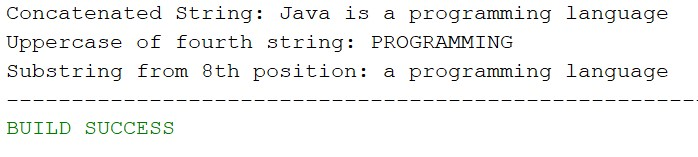 Concatenated String: Java is a programming language
Uppercase of fourth string: PROGRAMMING
Substring from 8th position: a programming language
------------------------------------------------------
BUILD SUCCESS